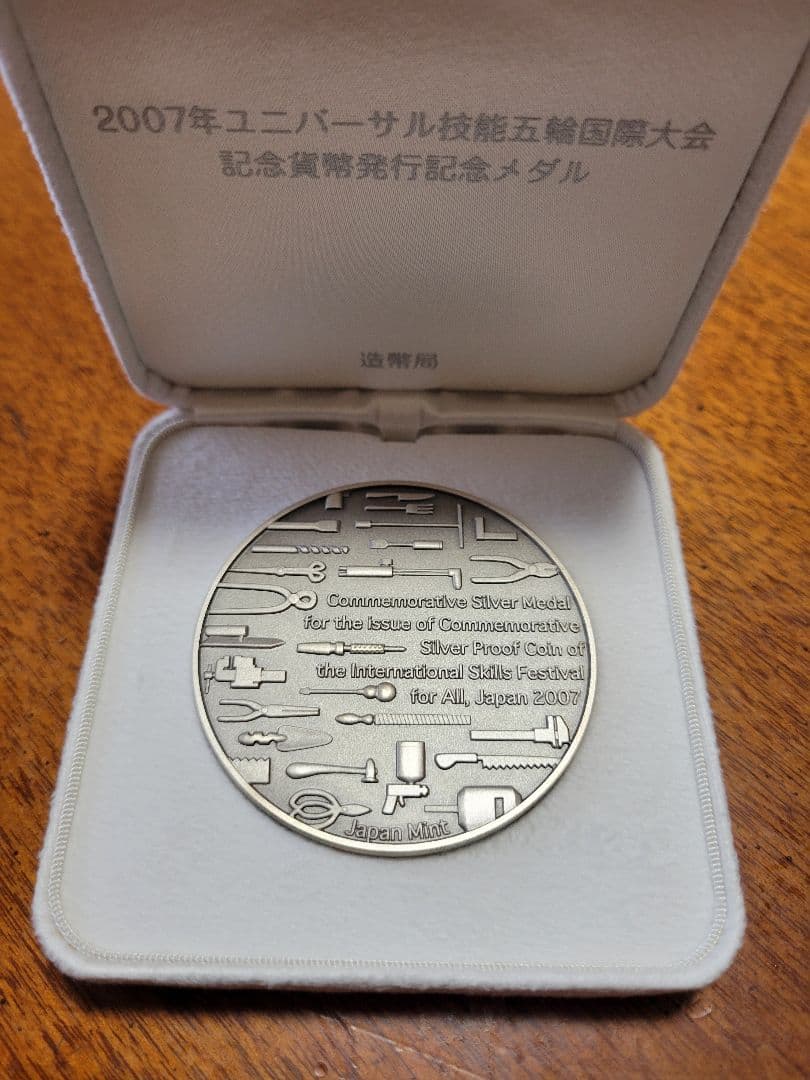 2007年ユニバーサル技能五輪国際大会
記念貨幣発行記念メダル
造幣局
Commemorative Silver Medal
for the Issue of Commemorative
Silver Proof Coin of
the International Skills Festival
for All, Japan 2007
Japan Mint